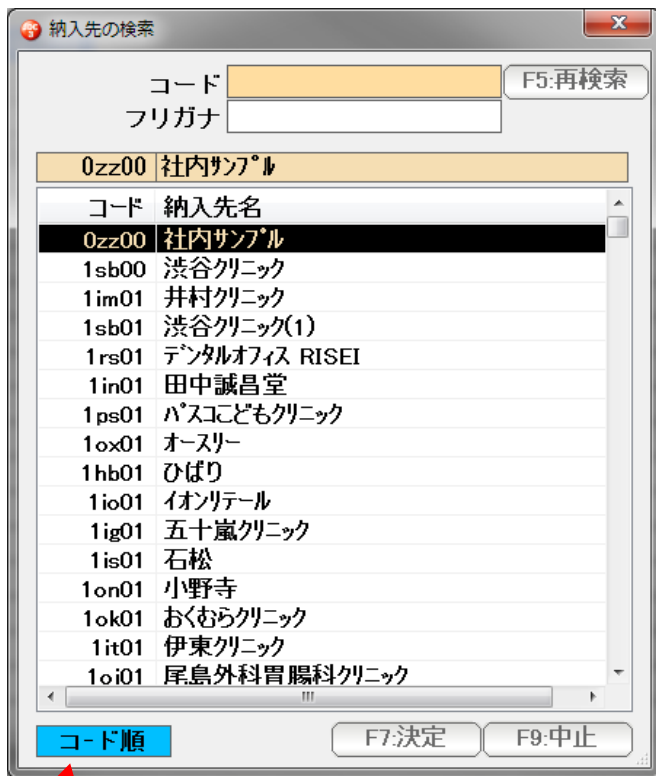 納入先の検索
コード
F5:再検索
フリガナ
0zz00 社内ｻﾝﾌﾟﾙ
コード 納入先名
0zz00 社内ｻﾝﾌﾟﾙ
1sb00 渋谷ｸﾘﾆｯｸ
1im01 井村ｸﾘﾆｯｸ
1sb01 渋谷ｸﾘﾆｯｸ(1)
1rs01 ﾃﾞﾝﾀﾙｵﾌｨｽ RISEI
1in01 田中誠昌堂
1ps01 ﾊﾟｽｺこどもｸﾘﾆｯｸ
1ox01 ｵｰｽﾘｰ
1hb01 ひばり
1io01 ｲｵﾝﾘﾃｰﾙ
1ig01 五十嵐ｸﾘﾆｯｸ
1is01 石松
1on01 小野寺
1ok01 おくむらｸﾘﾆｯｸ
1it01 伊東ｸﾘﾆｯｸ
1oi01 尾島外科胃腸科ｸﾘﾆｯｸ
コード順
F7:決定
F9:中止